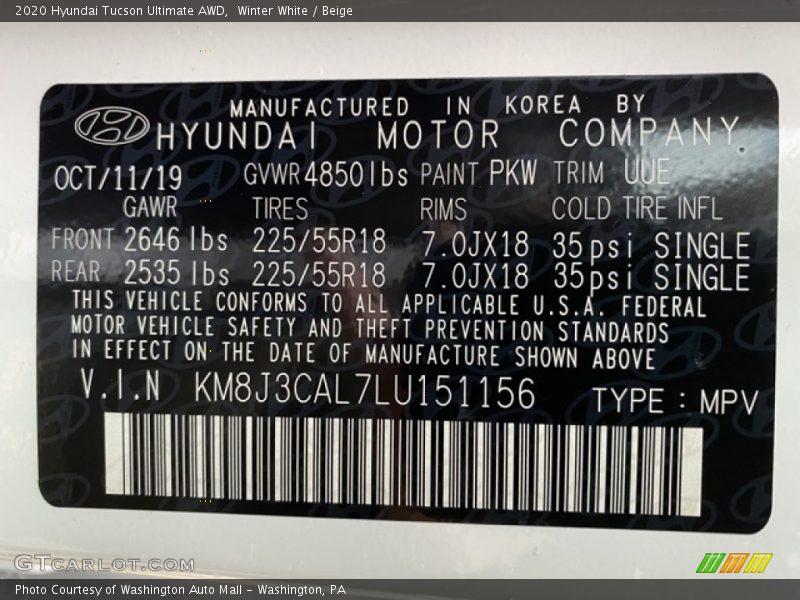 2020 Hyundai Tucson Ultimate AWD, Winter White / Beige
MANUFACTURED IN KOREA BY
HYUNDAI MOTOR COMPANY
OCT/11/19 GVWR 4850lbs PAINT PKW TRIM UUE
GAWR TIRES RIMS COLD TIRE INFL
FRONT 2646 lbs 225/55R18 7.0JX18 35psi SINGLE
REAR 2535 lbs 225/55R18 7.0JX18 35psi SINGLE
THIS VEHICLE CONFORMS TO ALL APPLICABLE U.S.A. FEDERAL
MOTOR VEHICLE SAFETY AND THEFT PREVENTION STANDARDS
IN EFFECT ON THE DATE OF MANUFACTURE SHOWN ABOVE
V.I.N KM8J3CAL7LU151156 TYPE : MPV
GTCARLOT.COM
Photo Courtesy of Washington Auto Mall - Washington, PA